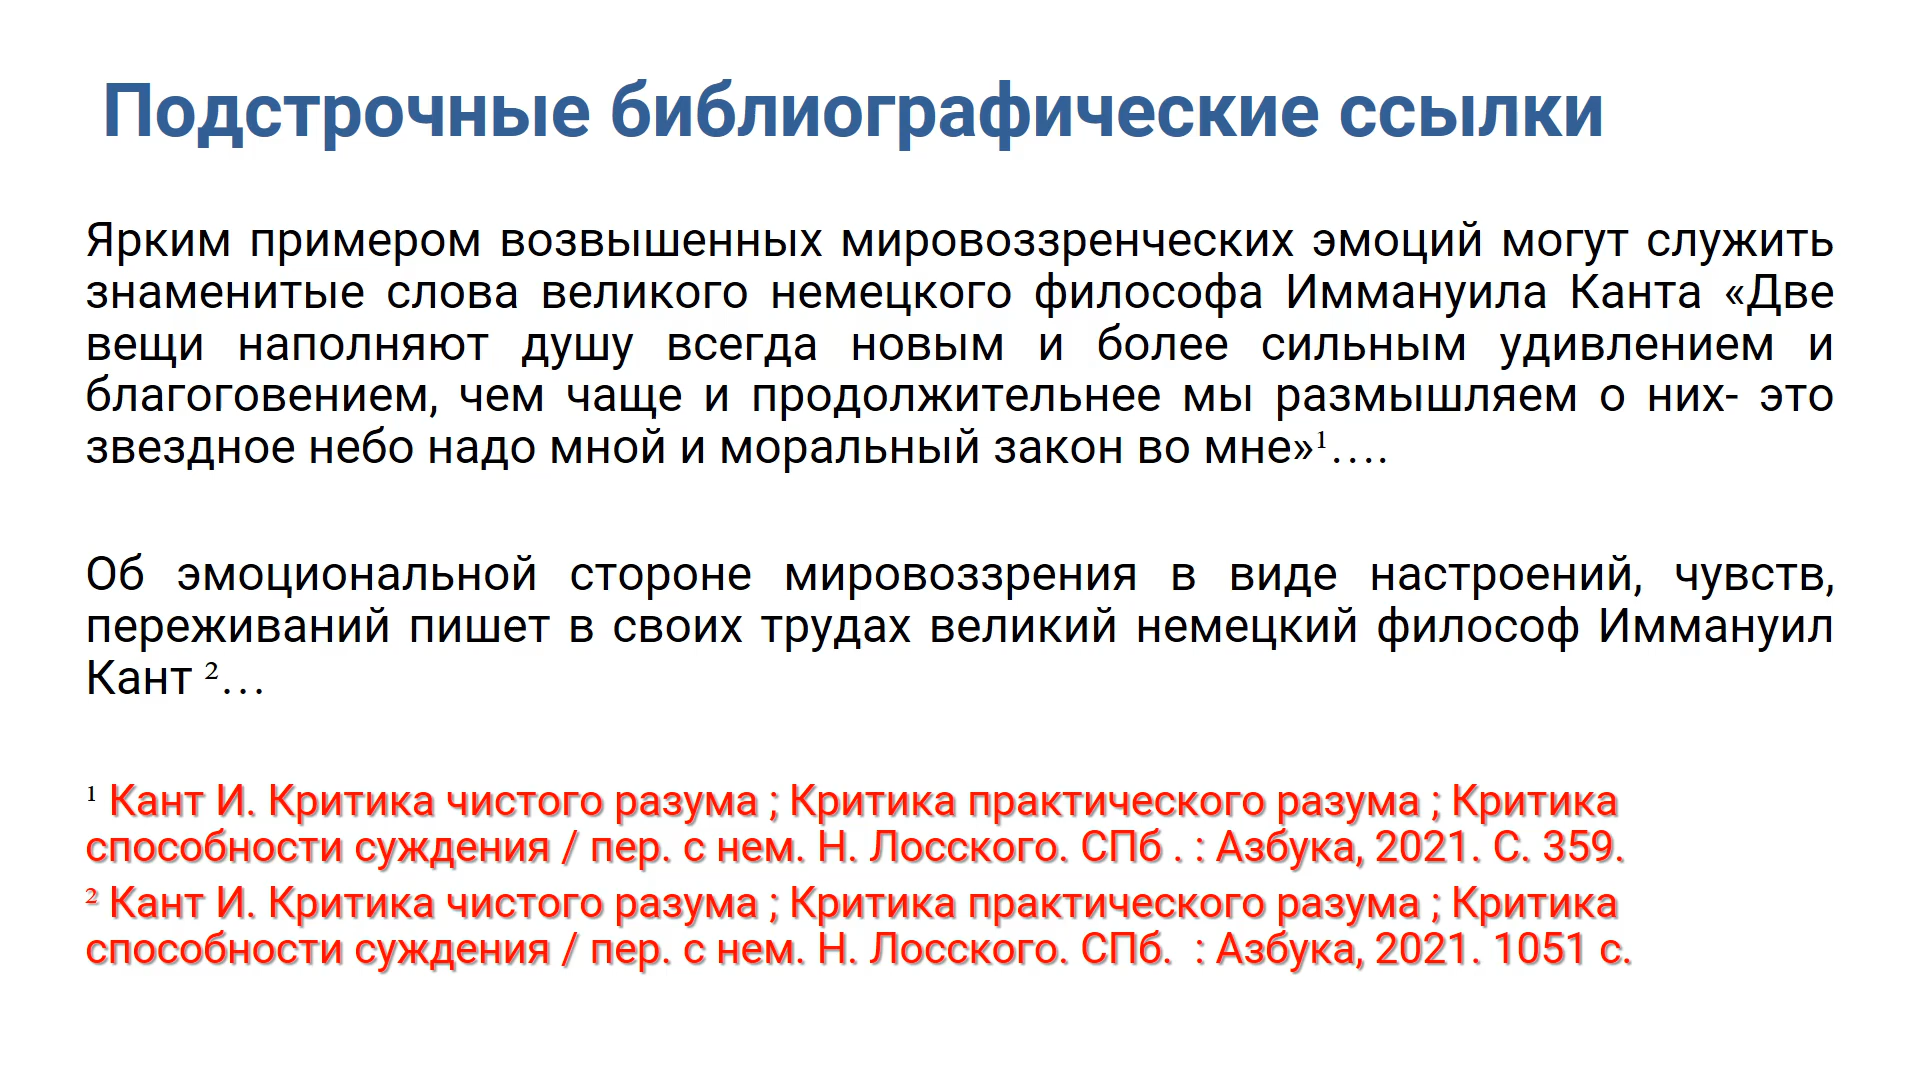 Подстрочные библиографические ссылки
Ярким примером возвышенных мировоззренческих эмоций могут служить
знаменитые слова великого немецкого философа Иммануила Канта «Две
вещи наполняют душу всегда новым и более сильным удивлением и
благоговением, чем чаще и продолжительнее мы размышляем о них- это
звездное небо надо мной и моральный закон во мне»¹….
Об эмоциональной стороне мировоззрения в виде настроений, чувств,
переживаний пишет в своих трудах великий немецкий философ Иммануил
Кант ²…
¹ Кант И. Критика чистого разума ; Критика практического разума ; Критика
способности суждения / пер. с нем. Н. Лосского. СПб . : Азбука, 2021. С. 359.
² Кант И. Критика чистого разума ; Критика практического разума ; Критика
способности суждения / пер. с нем. Н. Лосского. СПб.  : Азбука, 2021. 1051 с.